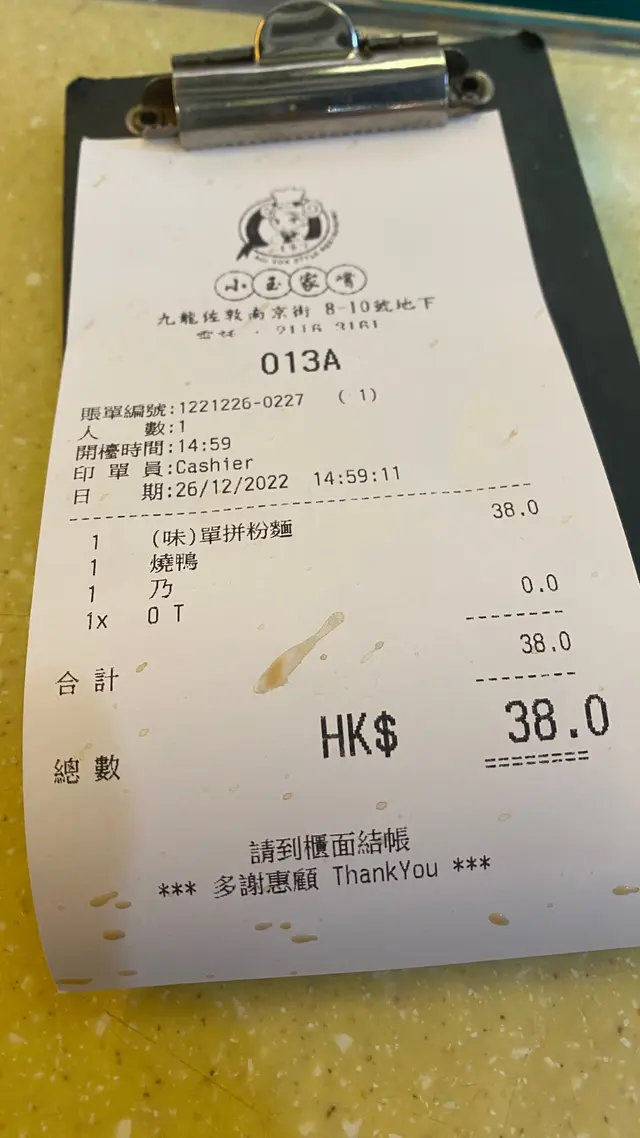 小玉家嘴
九龍佐敦南京街 8-10號地下
2116 3161
013A
賬單編號:1221226-0227 (1)
人 數:1
開檯時間:14:59
印單員:Cashier
日 期:26/12/2022 14:59:11
1 (味)單拼粉麵 38.0
1 燒鴨
1 乃
1x O T 0.0
合計 38.0
總數 HK$ 38.0
請到櫃面結帳
*** 多謝惠顧 ThankYou ***